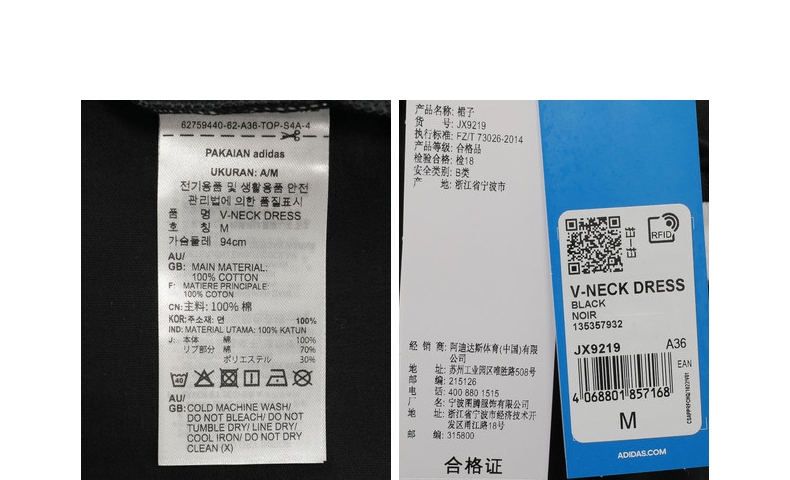 62759440-62-A36-TOP-S4A-4
PAKAIAN adidas
UKURAN: A/M
전기용품 및 생활용품 안전
관리법에 의한 품질표시
품 명 V-NECK DRESS
호 칭 M
가슴둘레 94cm
AU/
GB: MAIN MATERIAL:
100% COTTON
F: MATIERE PRINCIPALE:
100% COTON
CN: 主料: 100% 棉
KOR: 주소재: 면 100%
IND: MATERIAL UTAMA: 100% KATUN
J: 本体 綿 100%
リブ部分 綿 70%
ポリエステル 30%
40
AU/
GB: COLD MACHINE WASH/
DO NOT BLEACH/ DO NOT
TUMBLE DRY/ LINE DRY/
COOL IRON/ DO NOT DRY
CLEAN (X)
产品名称: 裙子
货 号: JX9219
执行标准: FZ/T 73026-2014
产品等级: 合格品
检验合格: 检18
安全类别: B类
产 地: 浙江省宁波市
经 销 商: 阿迪达斯体育(中国)有限
公司
地 址: 苏州工业园区唯胜路508号
邮 编: 215126
电 话: 400 880 1515
厂 名: 宁波图腾服饰有限公司
地 址: 浙江省宁波市经济技术开
发区甬江路18号
邮 编: 315800
合格证
RFID
V-NECK DRESS
BLACK
NOIR
135357932
JX9219 A36
EAN
4 068801 857168
M
ADIDAS.COM